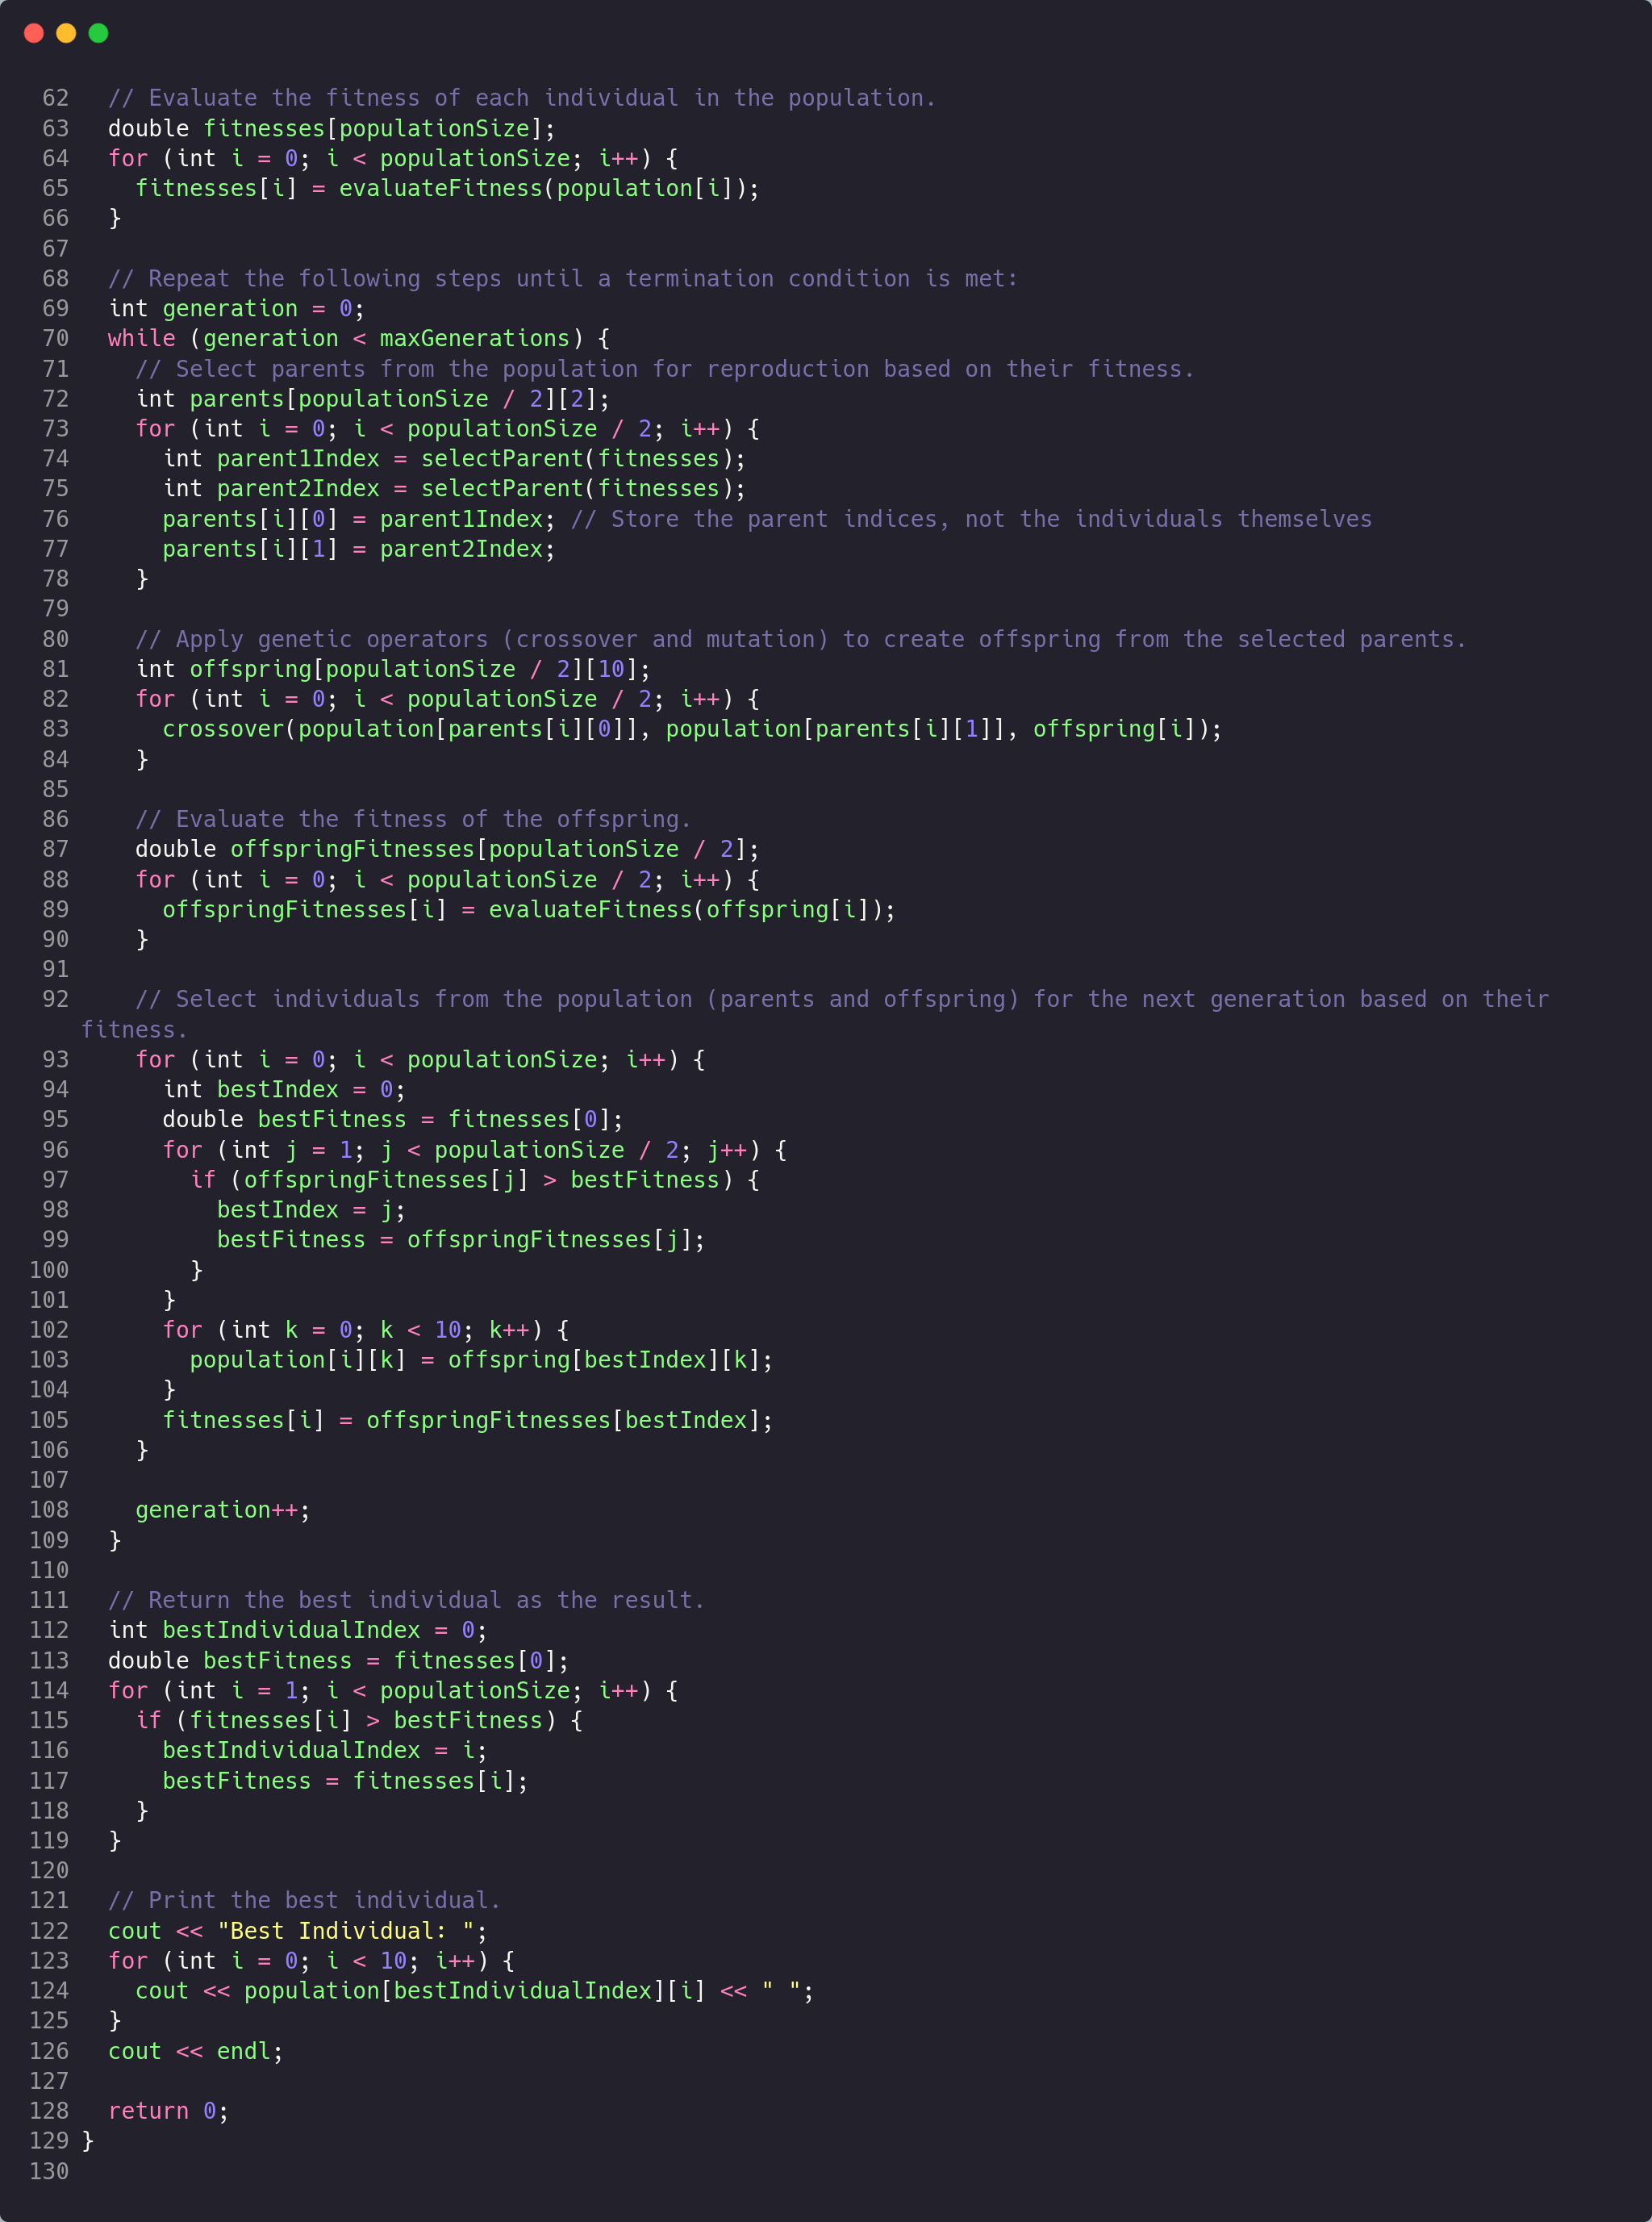 62   // Evaluate the fitness of each individual in the population.
63   double fitnesses[populationSize];
64   for (int i = 0; i < populationSize; i++) {
65     fitnesses[i] = evaluateFitness(population[i]);
66   }
67
68   // Repeat the following steps until a termination condition is met:
69   int generation = 0;
70   while (generation < maxGenerations) {
71     // Select parents from the population for reproduction based on their fitness.
72     int parents[populationSize / 2][2];
73     for (int i = 0; i < populationSize / 2; i++) {
74       int parent1Index = selectParent(fitnesses);
75       int parent2Index = selectParent(fitnesses);
76       parents[i][0] = parent1Index; // Store the parent indices, not the individuals themselves
77       parents[i][1] = parent2Index;
78     }
79
80     // Apply genetic operators (crossover and mutation) to create offspring from the selected parents.
81     int offspring[populationSize / 2][10];
82     for (int i = 0; i < populationSize / 2; i++) {
83       crossover(population[parents[i][0]], population[parents[i][1]], offspring[i]);
84     }
85
86     // Evaluate the fitness of the offspring.
87     double offspringFitnesses[populationSize / 2];
88     for (int i = 0; i < populationSize / 2; i++) {
89       offspringFitnesses[i] = evaluateFitness(offspring[i]);
90     }
91
92     // Select individuals from the population (parents and offspring) for the next generation based on their
fitness.
93     for (int i = 0; i < populationSize; i++) {
94       int bestIndex = 0;
95       double bestFitness = fitnesses[0];
96       for (int j = 1; j < populationSize / 2; j++) {
97         if (offspringFitnesses[j] > bestFitness) {
98           bestIndex = j;
99           bestFitness = offspringFitnesses[j];
100         }
101       }
102       for (int k = 0; k < 10; k++) {
103         population[i][k] = offspring[bestIndex][k];
104       }
105       fitnesses[i] = offspringFitnesses[bestIndex];
106     }
107
108     generation++;
109   }
110
111   // Return the best individual as the result.
112   int bestIndividualIndex = 0;
113   double bestFitness = fitnesses[0];
114   for (int i = 1; i < populationSize; i++) {
115     if (fitnesses[i] > bestFitness) {
116       bestIndividualIndex = i;
117       bestFitness = fitnesses[i];
118     }
119   }
120
121   // Print the best individual.
122   cout << "Best Individual: ";
123   for (int i = 0; i < 10; i++) {
124     cout << population[bestIndividualIndex][i] << " ";
125   }
126   cout << endl;
127
128   return 0;
129 }
130